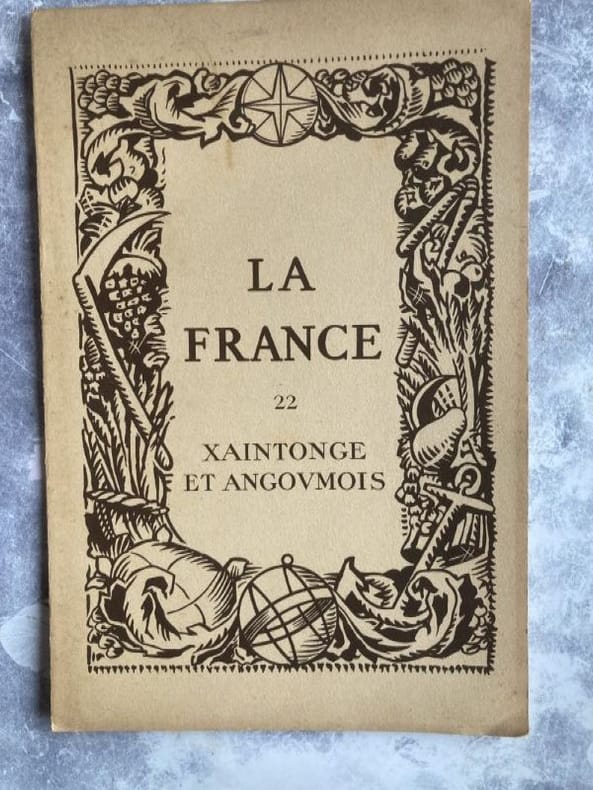 LA
FRANCE
22
XAINTONGE
ET ANGOVMOIS